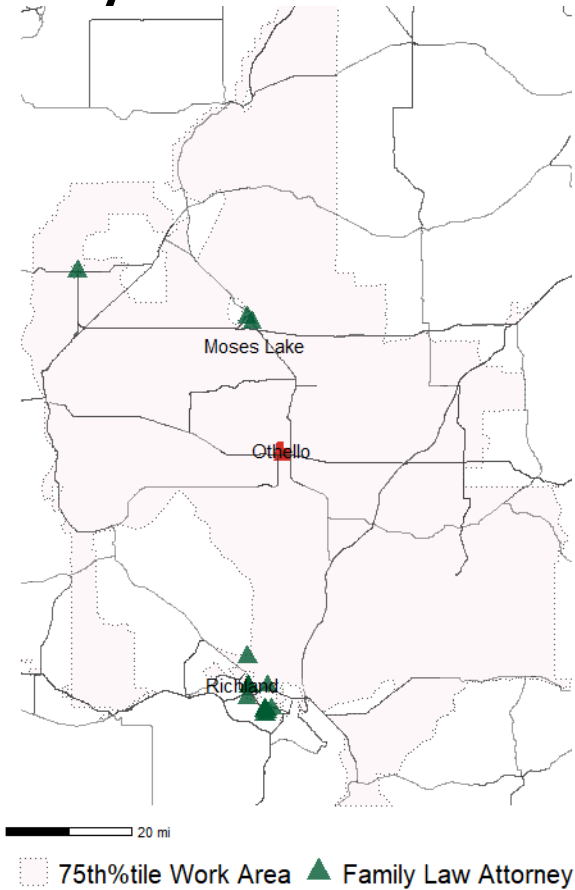 Moses Lake
Othello
Richland
20 mi
75th%tile Work Area
Family Law Attorney